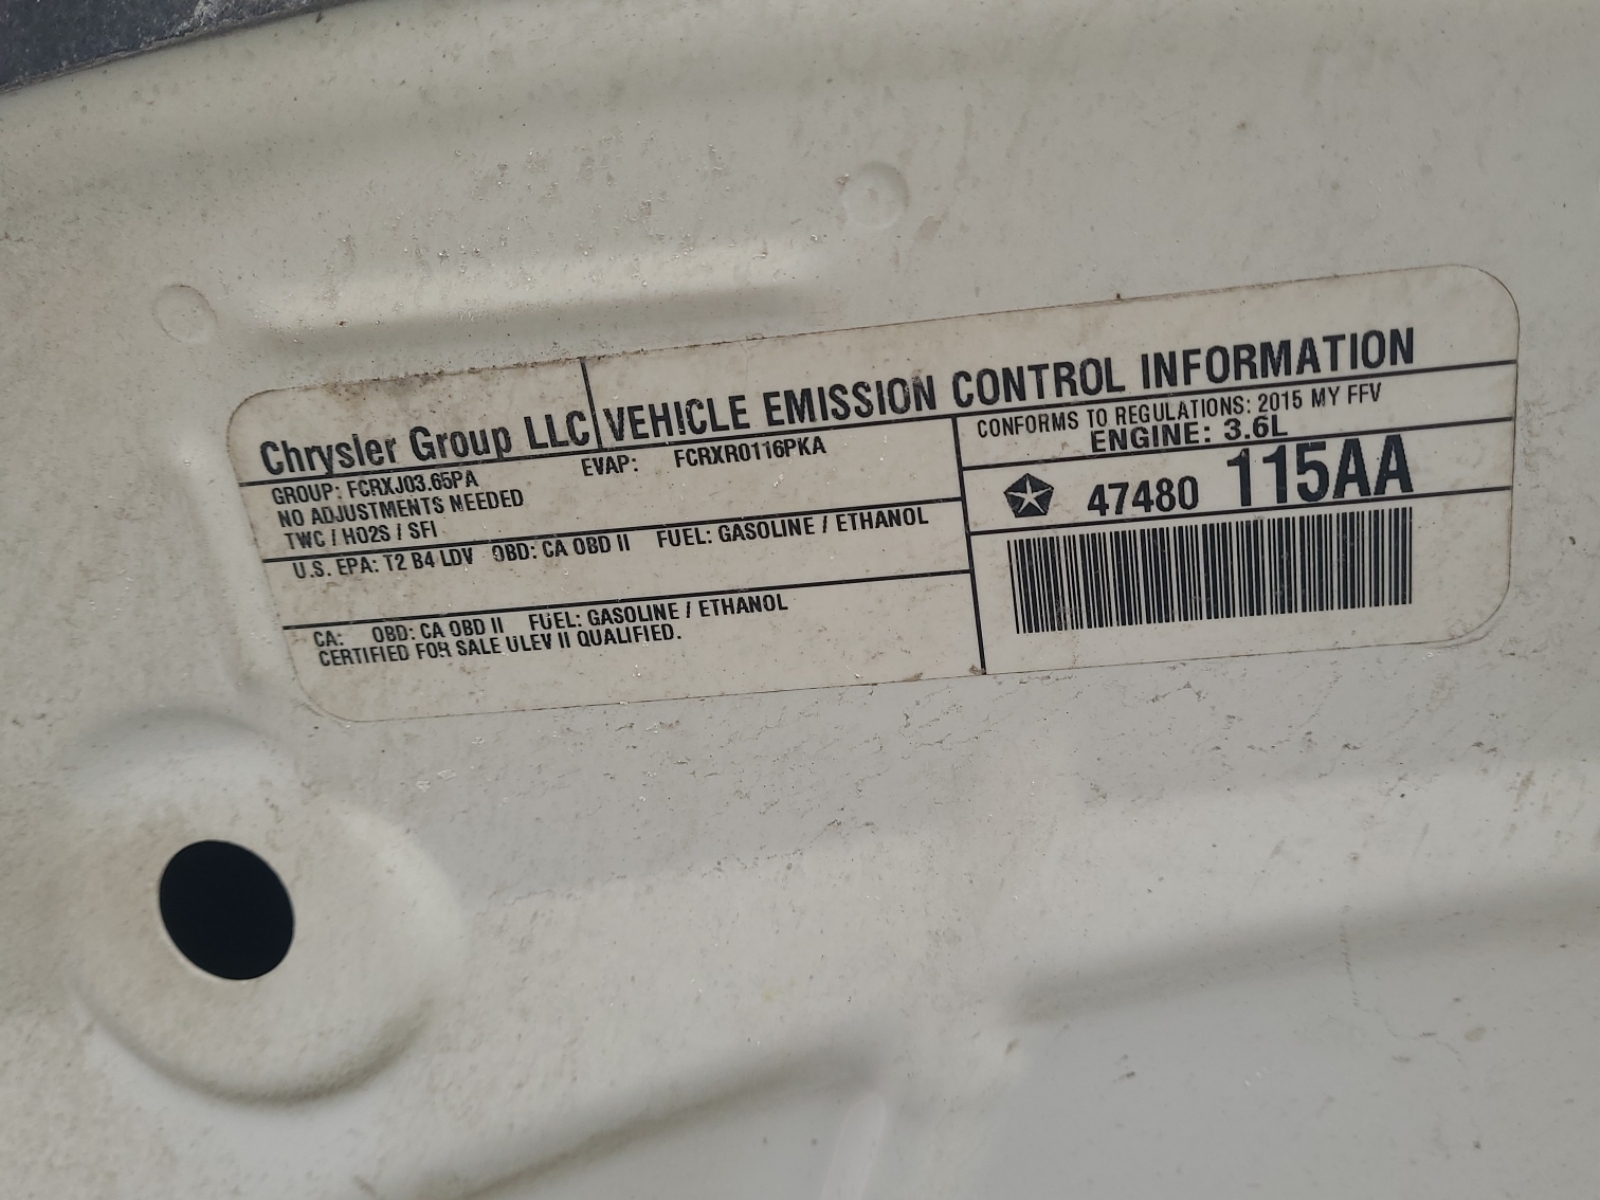 Chrysler Group LLC VEHICLE EMISSION CONTROL INFORMATION
GROUP: FCRXJ03.65PA EVAP: FCRXR0116PKA
NO ADJUSTMENTS NEEDED
TWC / HO2S / SFI
U.S. EPA: T2 B4 LDV OBD: CA OBD II FUEL: GASOLINE / ETHANOL
CA: OBD: CA OBD II FUEL: GASOLINE / ETHANOL
CERTIFIED FOR SALE ULEV II QUALIFIED.
CONFORMS TO REGULATIONS: 2015 MY FFV
ENGINE: 3.6L
47480 115AA